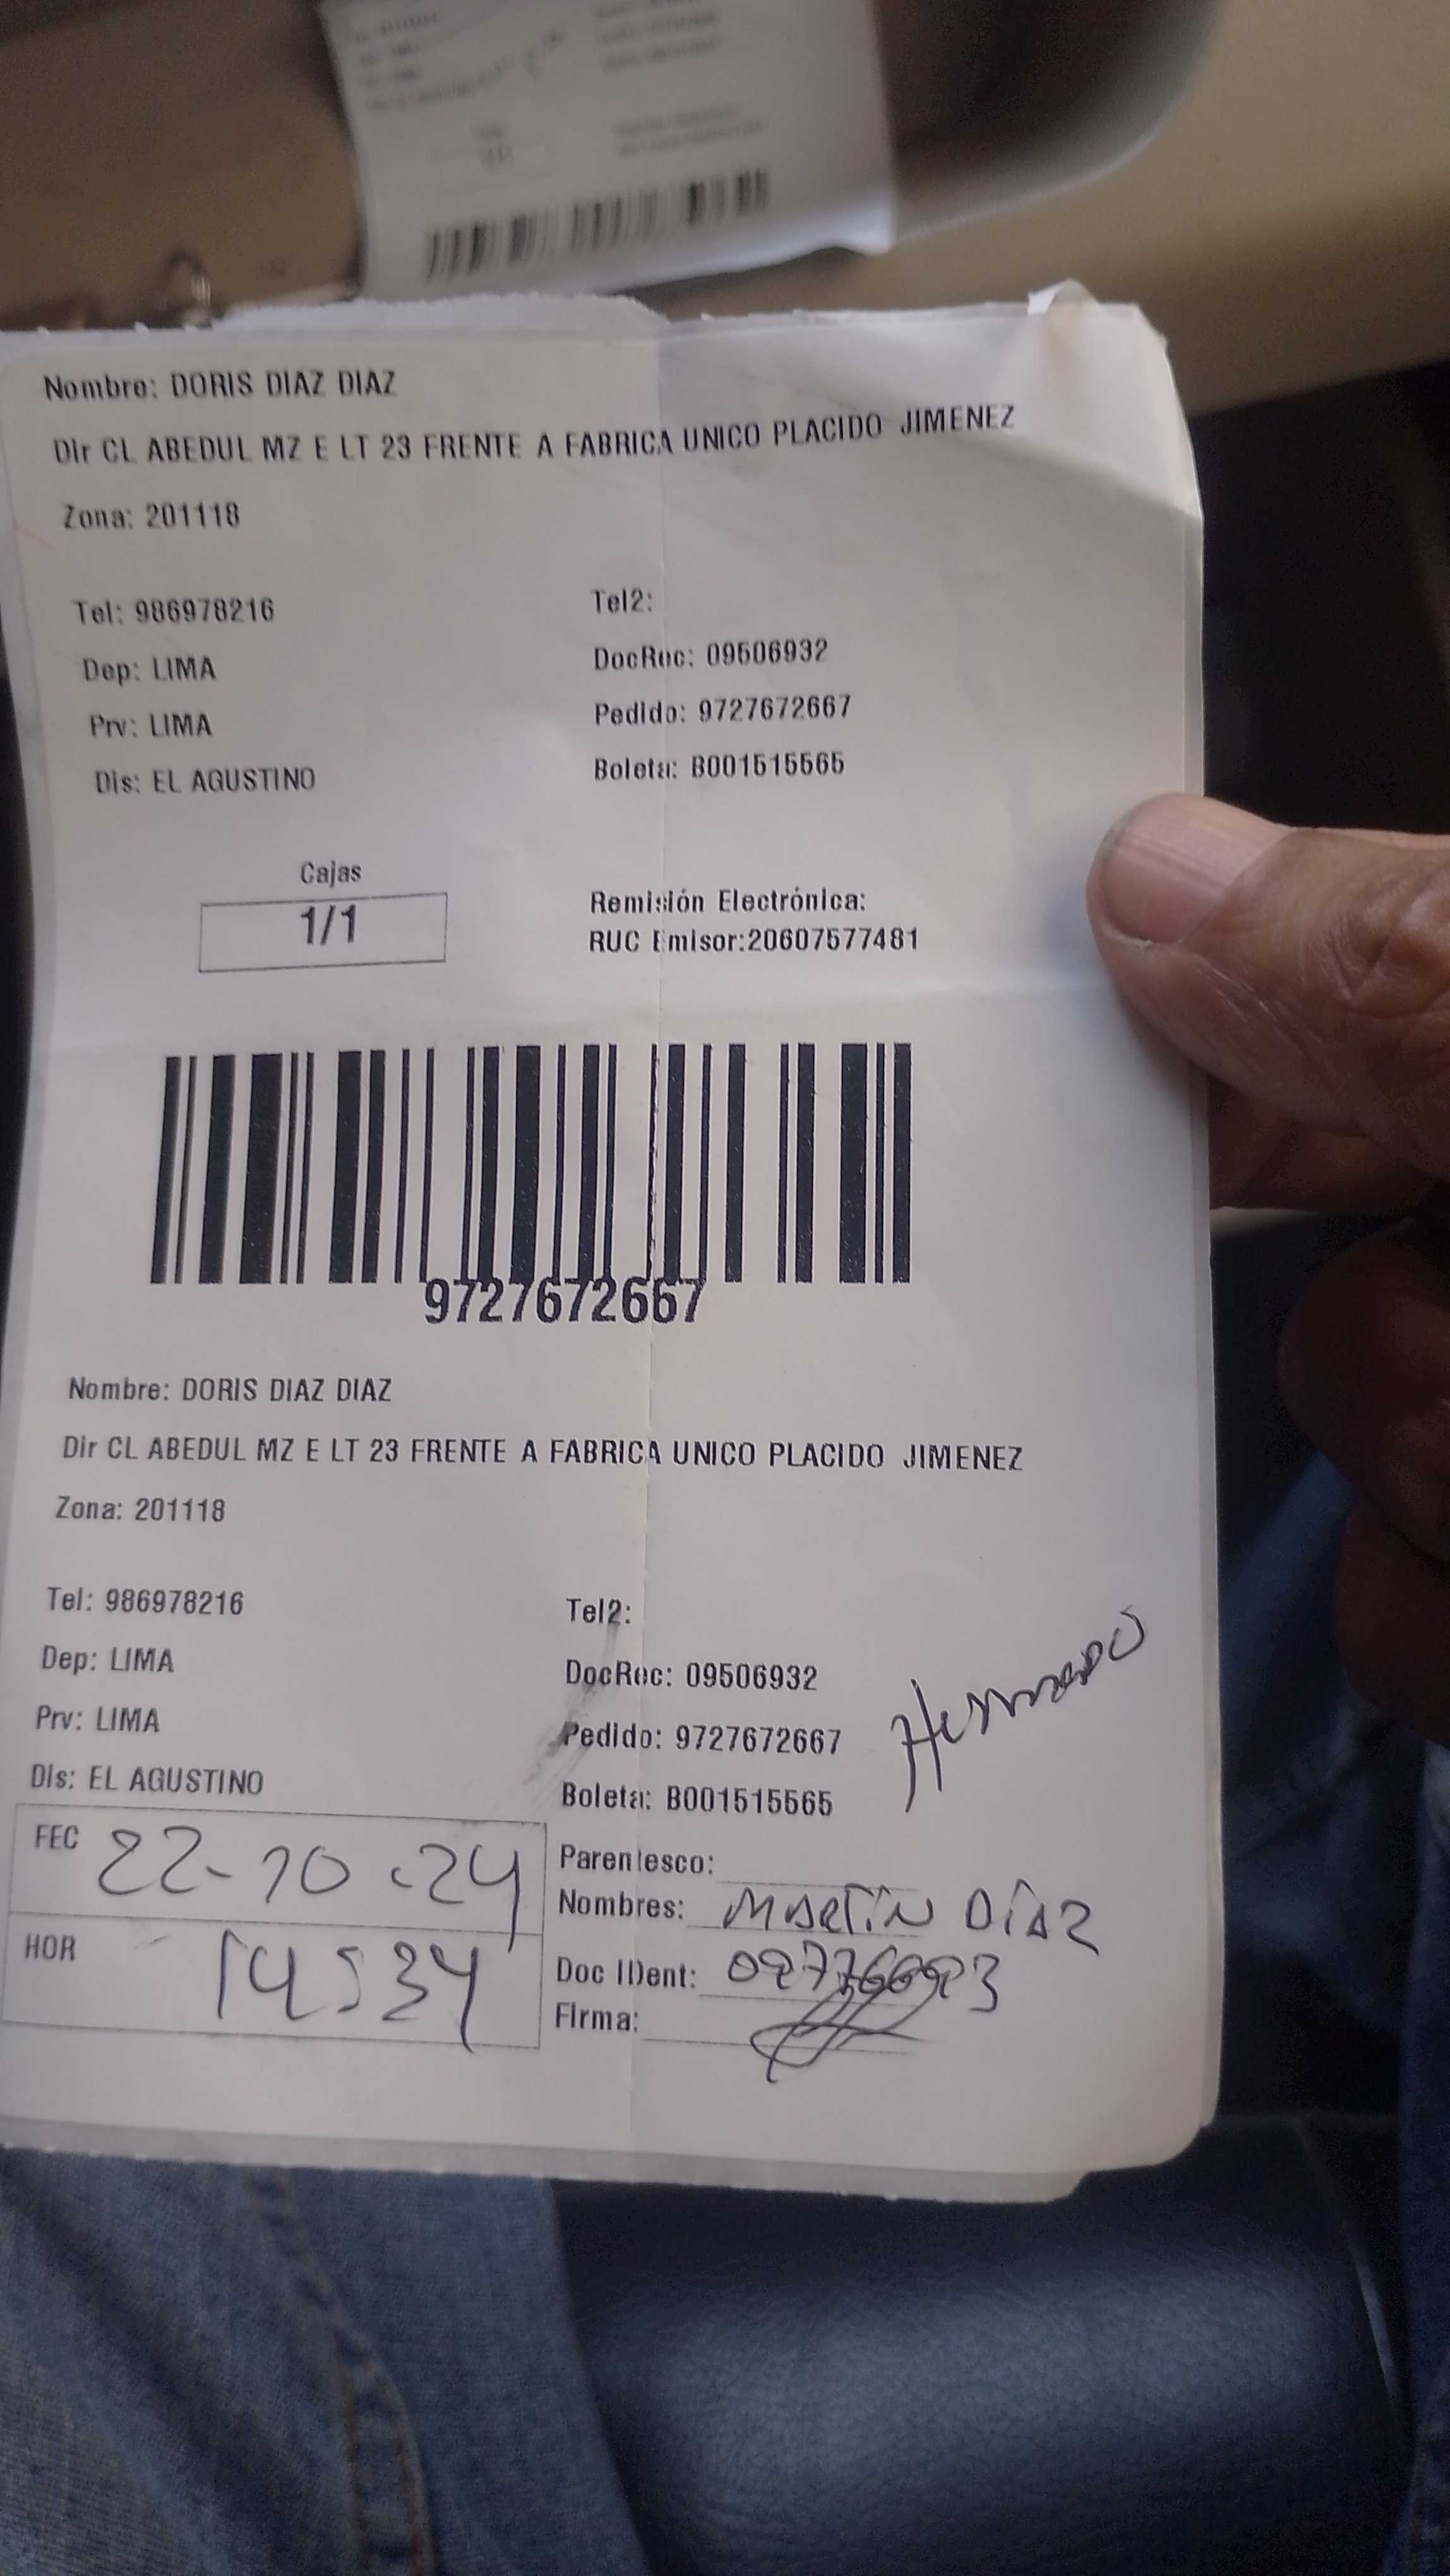 Nombre: DORIS DIAZ DIAZ
Dir CL ABEDUL MZ E LT 23 FRENTE A FABRICA UNICO PLACIDO JIMENEZ
Zona: 201118
Tel: 986978216
Tel2:
Dep: LIMA
DocRec: 09506932
Prv: LIMA
Pedido: 9727672667
Dis: EL AGUSTINO
Boleta: B001515565
Cajas
1/1
Remisión Electrónica:
RUC Emisor:20607577481
9727672667
Nombre: DORIS DIAZ DIAZ
Dir CL ABEDUL MZ E LT 23 FRENTE A FABRICA UNICO PLACIDO JIMENEZ
Zona: 201118
Tel: 986978216
Tel2:
Dep: LIMA
DocRec: 09506932
Prv: LIMA
Pedido: 9727672667
Hermano
Dis: EL AGUSTINO
Boleta: B001515565
FEC 22-10-24
Parentesco:
Nombres: MARTÍN DÍAZ
HOR
Doc IDent:
Firma: